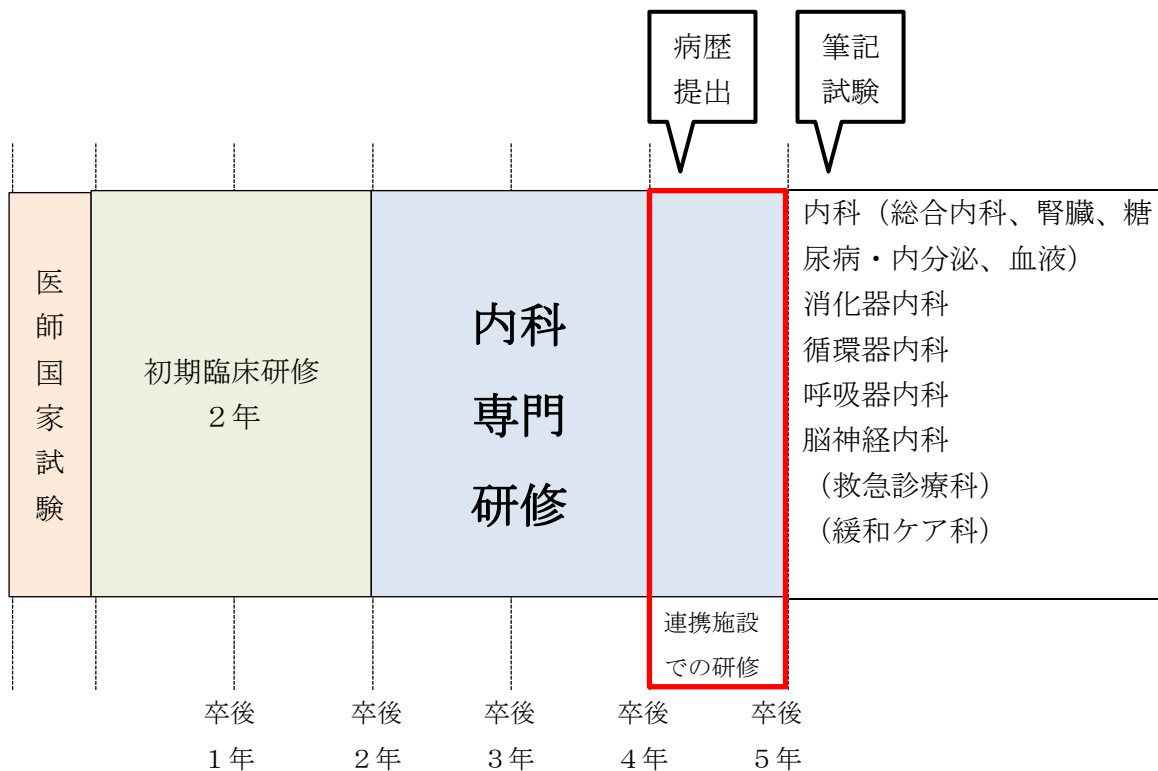 病歴
提出
筆記
試験
医師国家試験
初期臨床研修
２年
内科
専門
研修
内科（総合内科、腎臓、糖
尿病・内分泌、血液）
消化器内科
循環器内科
呼吸器内科
脳神経内科
（救急診療科）
（緩和ケア科）
連携施設
での研修
卒後
１年
卒後
２年
卒後
３年
卒後
４年
卒後
５年